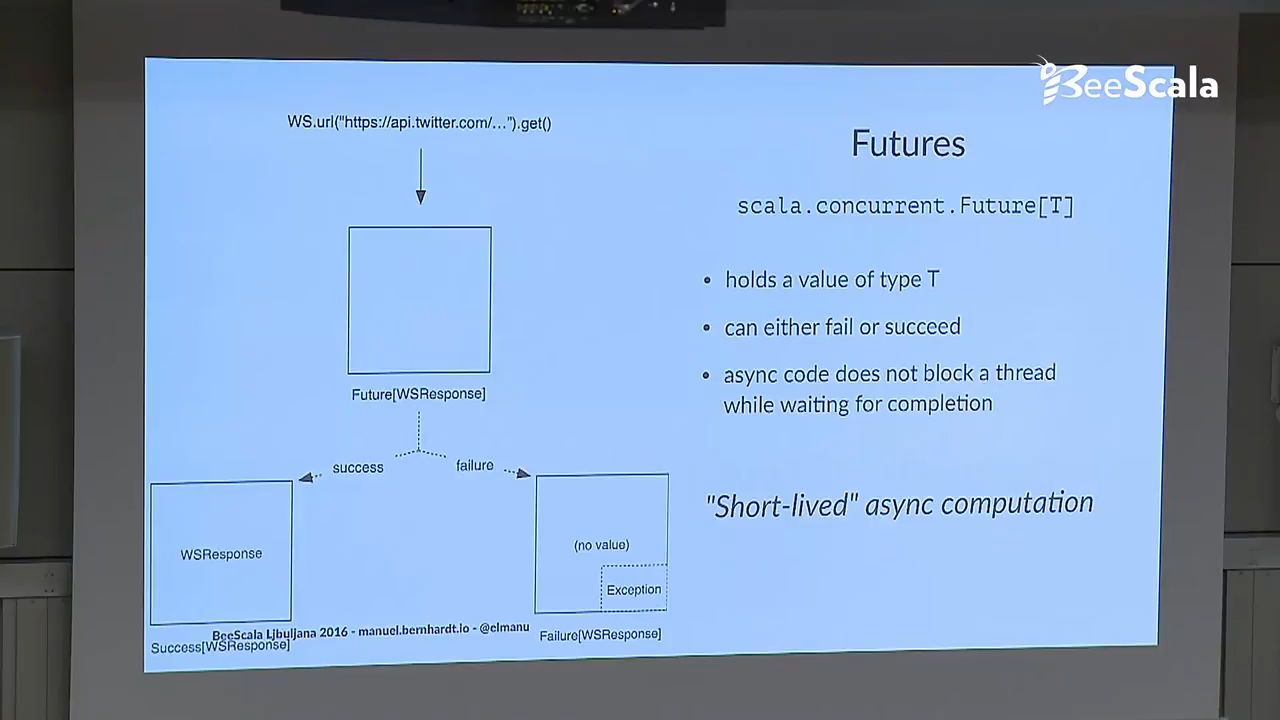 BeeScala
WS.url("https://api.twitter.com/...").get()
Future[WSResponse]
success
failure
WSResponse
(no value)
Exception
Success[WSResponse]
Failure[WSResponse]
Futures
scala.concurrent.Future[T]
• holds a value of type T
• can either fail or succeed
• async code does not block a thread
while waiting for completion
"Short-lived" async computation
BeeScala Ljbuljana 2016 - manuel.bernhardt.io - @elmanu